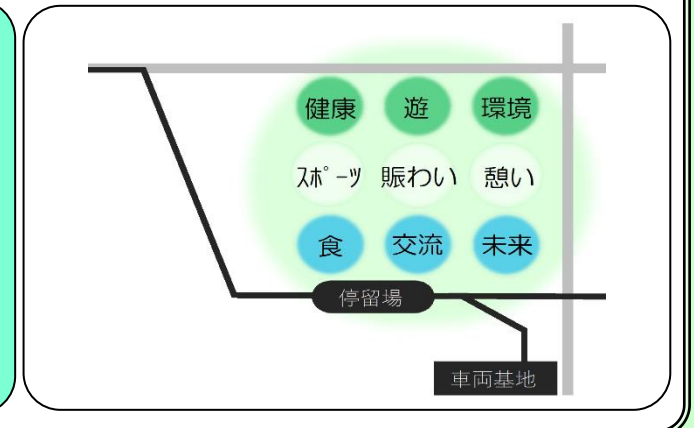 健康 遊 環境
ｽﾎﾟｰﾂ 賑わい 憩い
食 交流 未来
停留場
車両基地